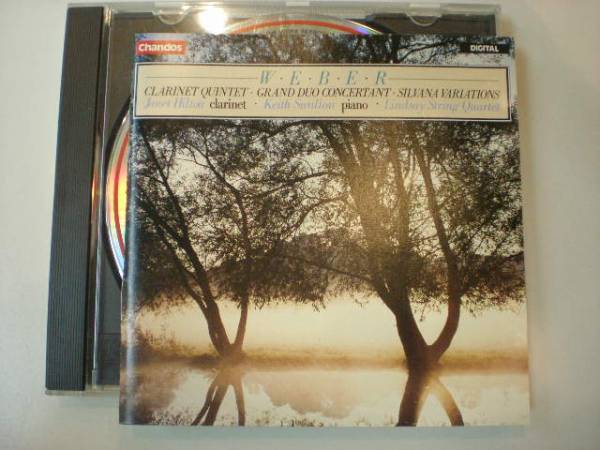 Chandos
DIGITAL
W·E·B·E·R
CLARINET QUINTET · GRAND DUO CONCERTANT · SILVANA VARIATIONS
Janet Hilton clarinet · Keith Swallow piano · Lindsay String Quartet